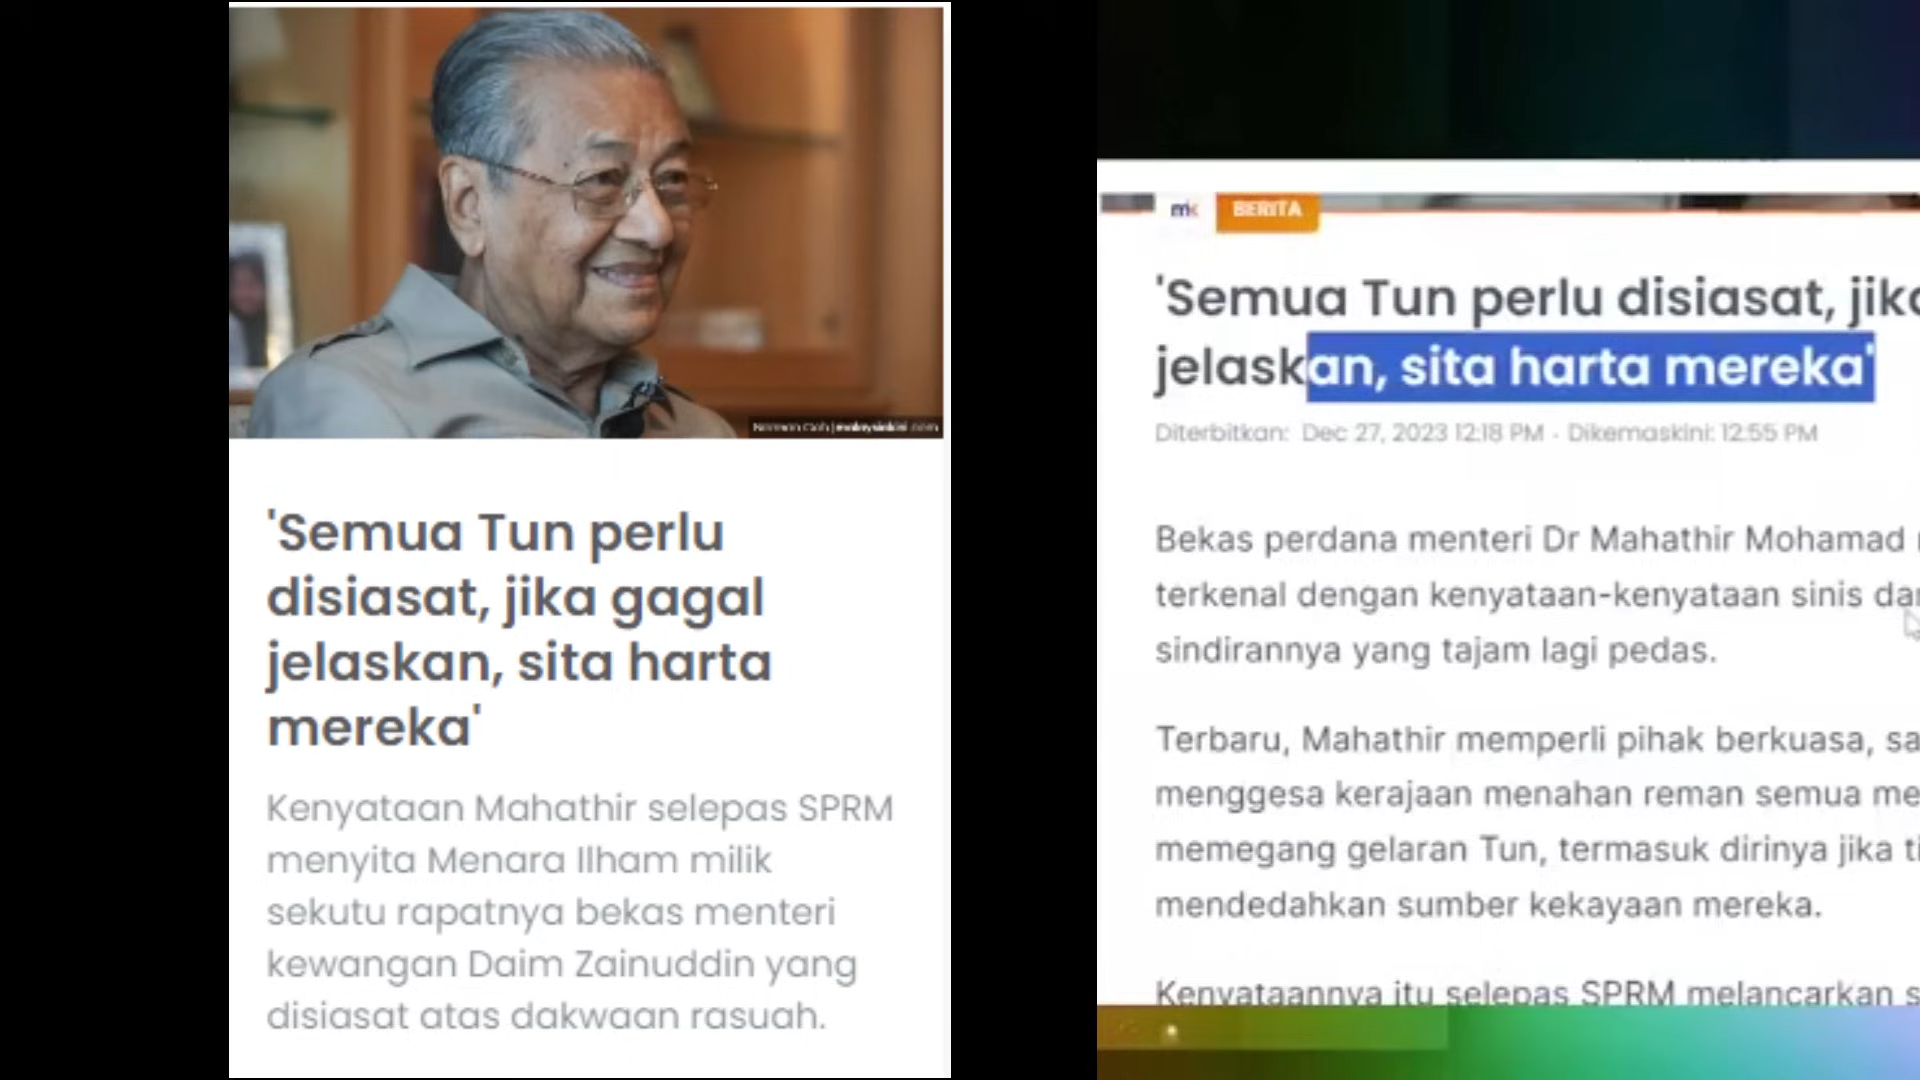 malaysiakini
'Semua Tun perlu
disiasat, jika gagal
jelaskan, sita harta
mereka'
Kenyataan Mahathir selepas SPRM
menyita Menara Ilham milik
sekutu rapatnya bekas menteri
kewangan Daim Zainuddin yang
disiasat atas dakwaan rasuah.
mk BERITA
'Semua Tun perlu disiasat, jika
jelaskan, sita harta mereka'
Diterbitkan: Dec 27, 2023 12:18 PM · Dikemaskini: 12:55 PM
Bekas perdana menteri Dr Mahathir Mohamad
terkenal dengan kenyataan-kenyataan sinis
sindirannya yang tajam lagi pedas.
Terbaru, Mahathir memperli pihak berkuasa,
menggesa kerajaan menahan reman semua
memegang gelaran Tun, termasuk dirinya jika
mendedahkan sumber kekayaan mereka.
Kenyataannya itu selepas SPRM melancarkan